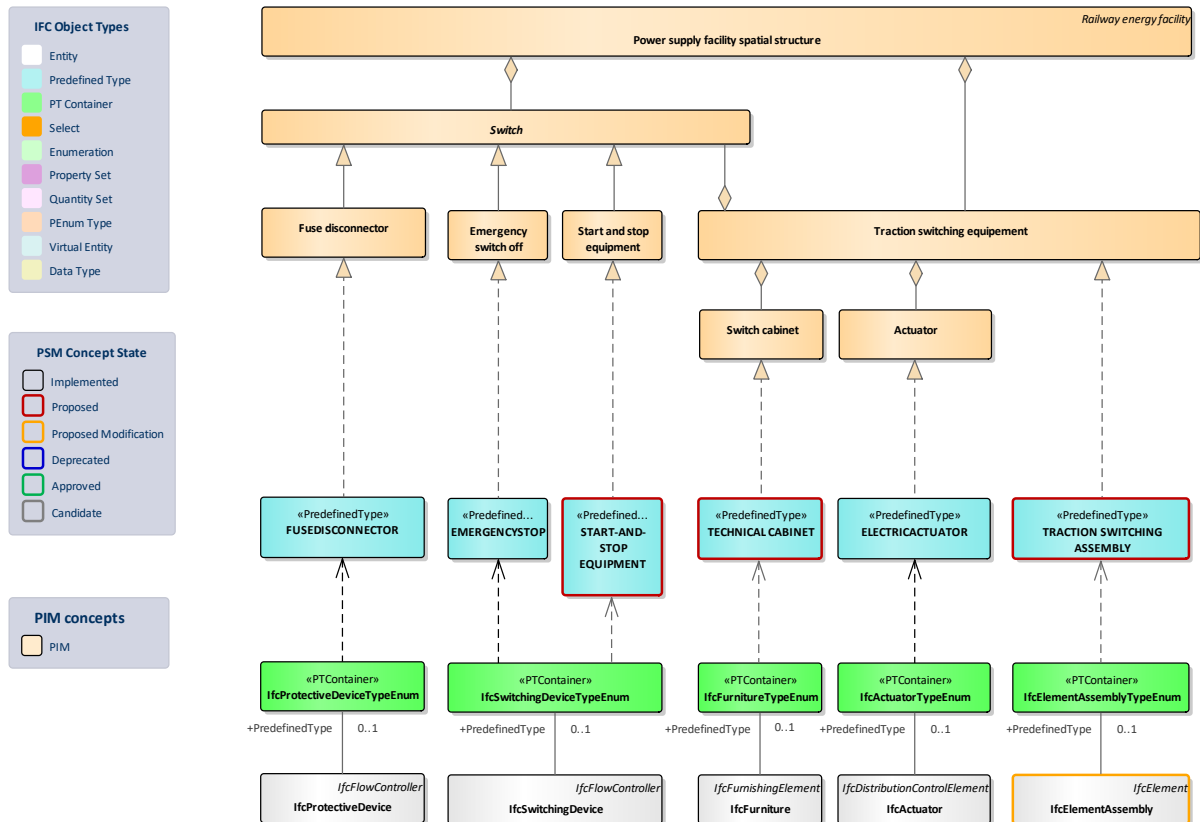 IFC Object Types
Entity
Predefined Type
PT Container
Select
Enumeration
Property Set
Quantity Set
PEnum Type
Virtual Entity
Data Type
PSM Concept State
Implemented
Proposed
Proposed Modification
Deprecated
Approved
Candidate
PIM concepts
PIM
Railway energy facility
Power supply facility spatial structure
Switch
Fuse disconnector
Emergency
switch off
Start and stop
equipment
Traction switching equipement
Switch cabinet
Actuator
«PredefinedType»
FUSEDISCONNECTOR
«Predefined...
EMERGENCYSTOP
«Predefined...
START-AND-
STOP
EQUIPMENT
«PredefinedType»
TECHNICAL CABINET
«PredefinedType»
ELECTRICACTUATOR
«PredefinedType»
TRACTION SWITCHING
ASSEMBLY
«PTContainer»
IfcProtectiveDeviceTypeEnum
«PTContainer»
IfcSwitchingDeviceTypeEnum
«PTContainer»
IfcFurnitureTypeEnum
«PTContainer»
IfcActuatorTypeEnum
«PTContainer»
IfcElementAssemblyTypeEnum
+PredefinedType 0..1
+PredefinedType 0..1
+PredefinedType 0..1
+PredefinedType 0..1
+PredefinedType 0..1
IfcFlowController
IfcProtectiveDevice
IfcFlowController
IfcSwitchingDevice
IfcFurnishingElement
IfcFurniture
IfcDistributionControlElement
IfcActuator
IfcElement
IfcElementAssembly